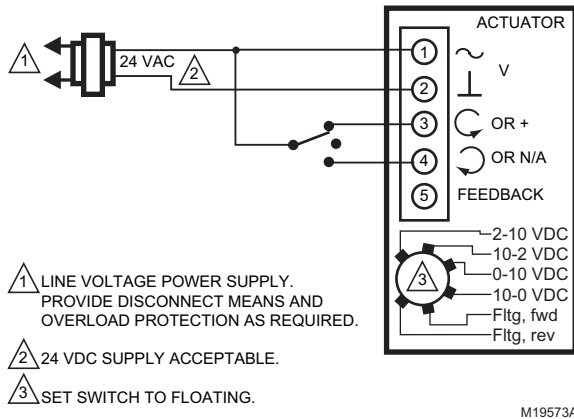 ACTUATOR
1
24 VAC
2
1
V
2
3
OR +
4
OR N/A
5
FEEDBACK
2-10 VDC
10-2 VDC
3
0-10 VDC
10-0 VDC
Fltg, fwd
Fltg, rev
1 LINE VOLTAGE POWER SUPPLY.
PROVIDE DISCONNECT MEANS AND
OVERLOAD PROTECTION AS REQUIRED.
2 24 VDC SUPPLY ACCEPTABLE.
3 SET SWITCH TO FLOATING.
M19573A